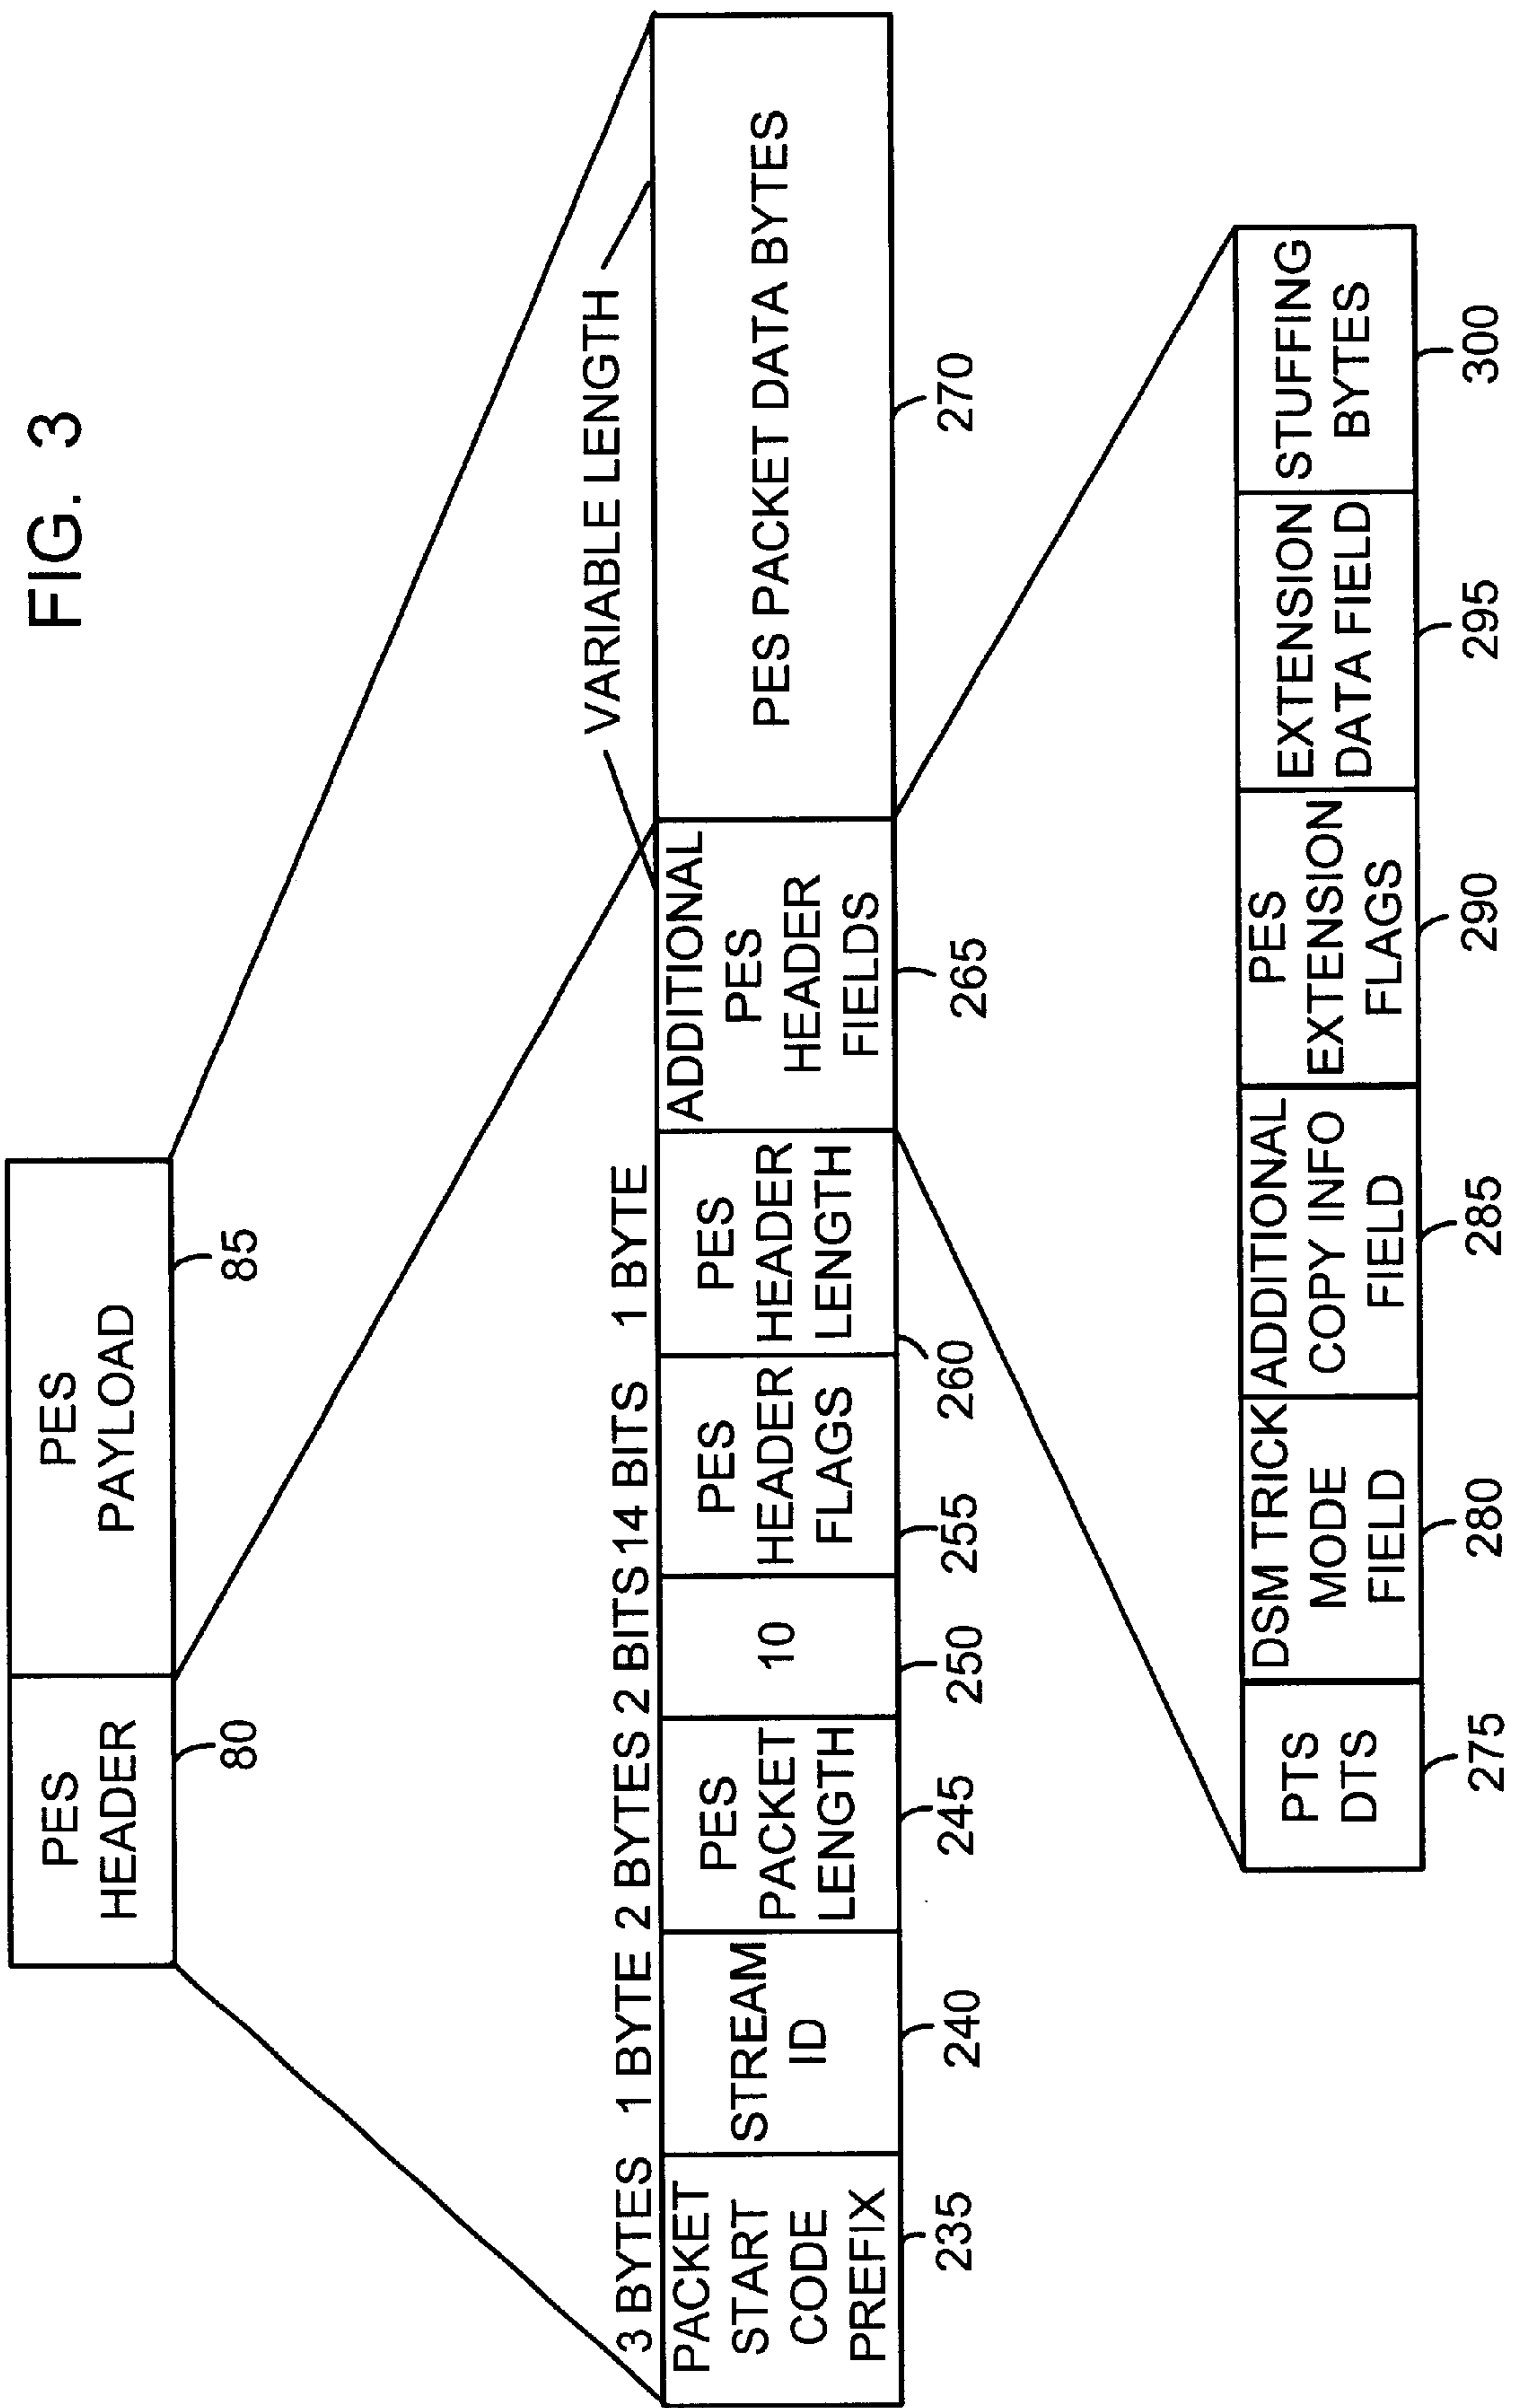 FIG. 3
PES
HEADER
PES
PAYLOAD
80
85
VARIABLE LENGTH
3 BYTES
1 BYTE
2 BYTES
2 BITS
14 BITS
1 BYTE
PACKET
START
CODE
PREFIX
STREAM
ID
PES
PACKET
LENGTH
10
PES
HEADER
FLAGS
PES
HEADER
LENGTH
ADDITIONAL
PES
HEADER
FIELDS
PES PACKET DATA BYTES
235
240
245
250
255
260
265
270
PTS
DTS
DSM TRICK
MODE
FIELD
ADDITIONAL
COPY INFO
FIELD
PES
EXTENSION
FLAGS
EXTENSION
DATA FIELD
STUFFING
BYTES
275
280
285
290
295
300